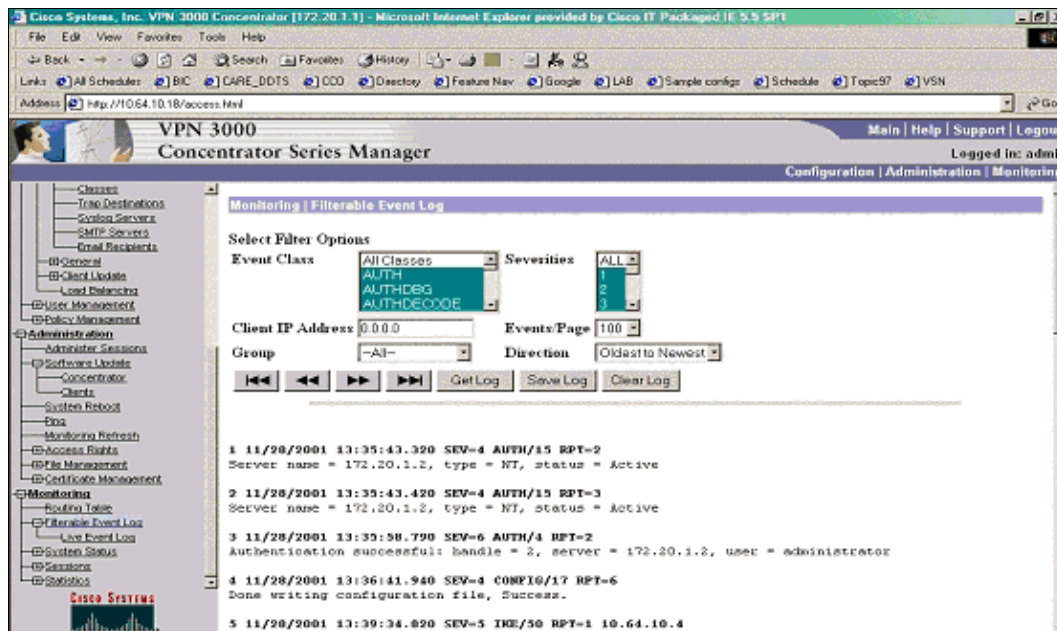 Cisco Systems, Inc. VPN 3000 Concentrator [172.20.1.1] - Microsoft Internet Explorer provided by Cisco IT Packaged IE 5.5 SP1
File Edit View Favorites Tools Help
Back Search Favorites History
Links All Schedules BIC CARE_DDTS CCO Directory Feature Nav Google LAB Sample configs Schedule Topic97 VSN
Address http://10.64.10.18/access.html Go
VPN 3000
Concentrator Series Manager
Main | Help | Support | Logou
Logged in: admi
Configuration | Administration | Monitorin
Classes
Trap Destinations
Syslog Servers
SMTP Servers
Email Recipients
General
Client Update
Load Balancing
User Management
Policy Management
Administration
Administer Sessions
Software Update
Concentrator
Clients
System Reboot
Ping
Monitoring Refresh
Access Rights
File Management
Certificate Management
Monitoring
Routing Table
Filterable Event Log
Live Event Log
System Status
Sessions
Statistics
CISCO SYSTEMS
Monitoring | Filterable Event Log
Select Filter Options
Event Class All Classes AUTH AUTHDBG AUTHDECODE Severities ALL 1 2 3
Client IP Address 0.0.0.0 Events/Page 100
Group --All-- Direction Oldest to Newest
GetLog Save Log Clear Log
1 11/28/2001 13:35:43.320 SEV=4 AUTH/15 RPT=2
Server name = 172.20.1.2, type = NT, status = Active
2 11/28/2001 13:35:43.420 SEV=4 AUTH/15 RPT=3
Server name = 172.20.1.2, type = NT, status = Active
3 11/28/2001 13:35:58.790 SEV=6 AUTH/4 RPT=2
Authentication successful: handle = 2, server = 172.20.1.2, user = administrator
4 11/28/2001 13:36:41.940 SEV=4 CONFIG/17 RPT=6
Done writing configuration file, Success.
5 11/28/2001 13:39:34.020 SEV=5 IKE/50 RPT=1 10.64.10.4